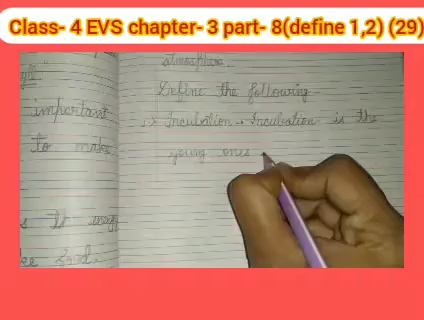 Class- 4 EVS chapter- 3 part- 8(define 1,2) (29)
atmosphere.
Define the following
Incubation → Incubation is the
young ones
important
to make